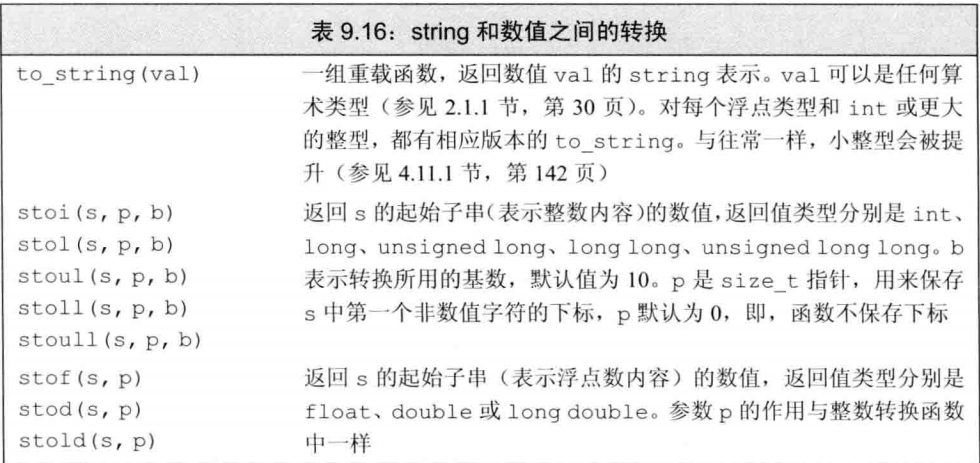 表 9.16：string 和数值之间的转换
to_string(val) 一组重载函数，返回数值 val 的 string 表示。val 可以是任何算
术类型（参见 2.1.1 节，第 30 页）。对每个浮点类型和 int 或更大
的整型，都有相应版本的 to_string。与往常一样，小整型会被提
升（参见 4.11.1 节，第 142 页）
stoi(s, p, b) 返回 s 的起始子串（表示整数内容）的数值，返回值类型分别是 int、
stol(s, p, b) long、unsigned long、long long、unsigned long long。b
stoul(s, p, b) 表示转换所用的基数，默认值为 10。p 是 size_t 指针，用来保存
stoll(s, p, b) s 中第一个非数值字符的下标，p 默认为 0，即，函数不保存下标
stoull(s, p, b)
stof(s, p) 返回 s 的起始子串（表示浮点数内容）的数值，返回值类型分别是
stod(s, p) float、double 或 long double。参数 p 的作用与整数转换函数
stold(s, p) 中一样